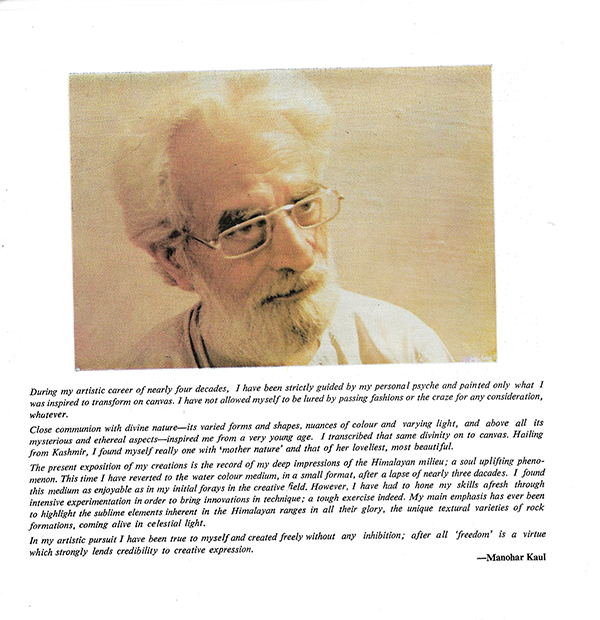 During my artistic career of nearly four decades, I have been strictly guided by my personal psyche and painted only what I
was inspired to transform on canvas. I have not allowed myself to be lured by passing fashions or the craze for any consideration,
whatever.
Close communion with divine nature—its varied forms and shapes, nuances of colour and varying light, and above all its
mysterious and ethereal aspects—inspired me from a very young age. I transcribed that same divinity on to canvas. Hailing
from Kashmir, I found myself really one with 'mother nature' and that of her loveliest, most beautiful.
The present exposition of my creations is the record of my deep impressions of the Himalayan milieu; a soul uplifting pheno-
menon. This time I have reverted to the water colour medium, in a small format, after a lapse of nearly three dacades. I found
this medium as enjoyable as in my initial forays in the creative field. However, I have had to hone my skills afresh through
intensive experimentation in order to bring innovations in technique; a tough exercise indeed. My main emphasis has ever been
to highlight the sublime elements inherent in the Himalayan ranges in all their glory, the unique textural varieties of rock
formations, coming alive in celestial light.
In my artistic pursuit I have been true to myself and created freely without any inhibition; after all 'freedom' is a virtue
which strongly lends credibility to creative expression.
—Manohar Kaul